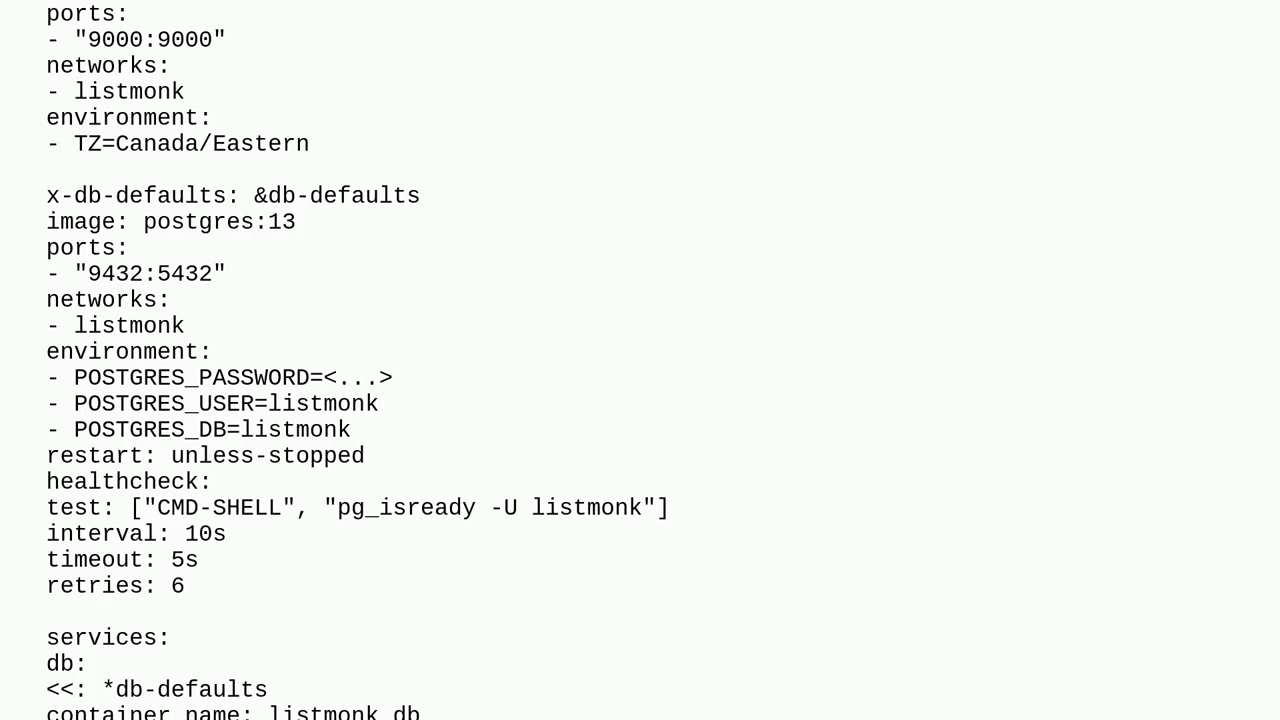 ports:
- "9000:9000"
networks:
- listmonk
environment:
- TZ=Canada/Eastern

x-db-defaults: &db-defaults
image: postgres:13
ports:
- "9432:5432"
networks:
- listmonk
environment:
- POSTGRES_PASSWORD=<...>
- POSTGRES_USER=listmonk
- POSTGRES_DB=listmonk
restart: unless-stopped
healthcheck:
test: ["CMD-SHELL", "pg_isready -U listmonk"]
interval: 10s
timeout: 5s
retries: 6

services:
db:
<<: *db-defaults
container_name: listmonk_db